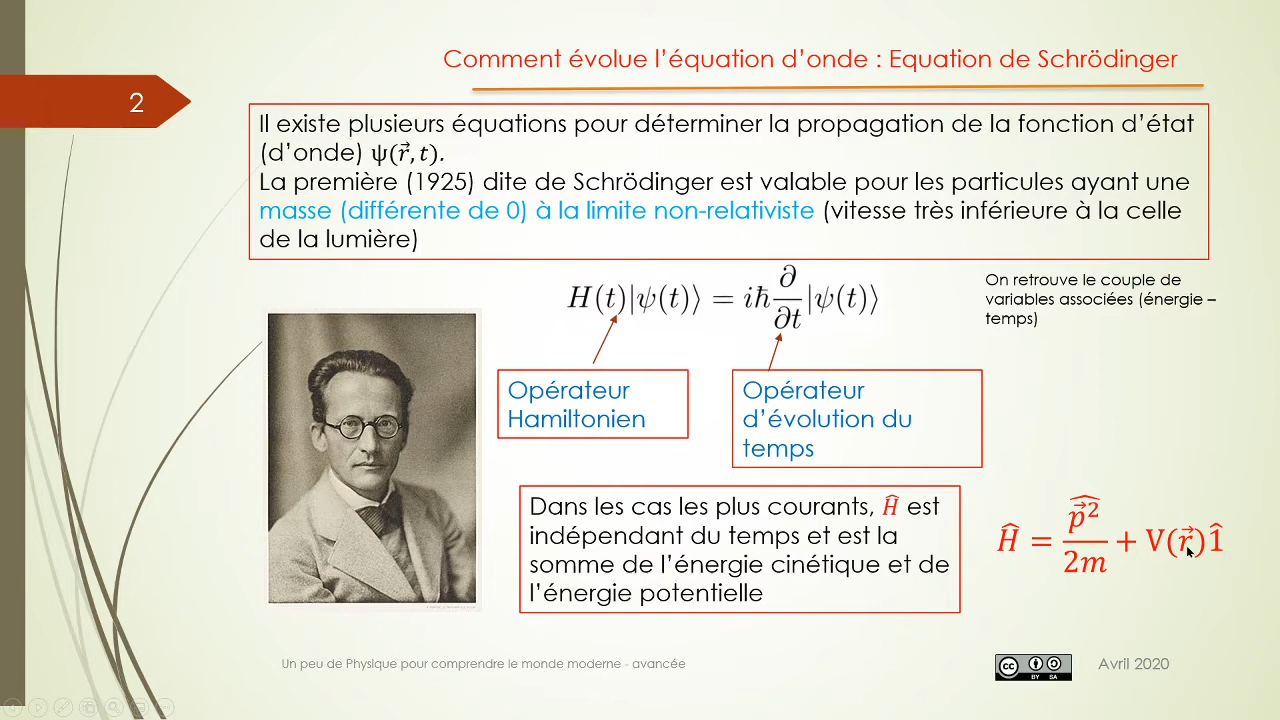 Comment évolue l’équation d’onde : Equation de Schrödinger
2
Il existe plusieurs équations pour déterminer la propagation de la fonction d’état
(d’onde) ψ(r⃗, t).
La première (1925) dite de Schrödinger est valable pour les particules ayant une
masse (différente de 0) à la limite non-relativiste (vitesse très inférieure à la celle
de la lumière)
H(t)|ψ(t)⟩ = iħ ∂/∂t |ψ(t)⟩
On retrouve le couple de
variables associées (énergie –
temps)
Opérateur
Hamiltonien
Opérateur
d’évolution du
temps
Dans les cas les plus courants, Ĥ est
indépendant du temps et est la
somme de l’énergie cinétique et de
l’énergie potentielle
Ĥ = p⃗̂²/2m + V(r⃗)1̂
Un peu de Physique pour comprendre le monde moderne - avancée
cc BY SA
Avril 2020